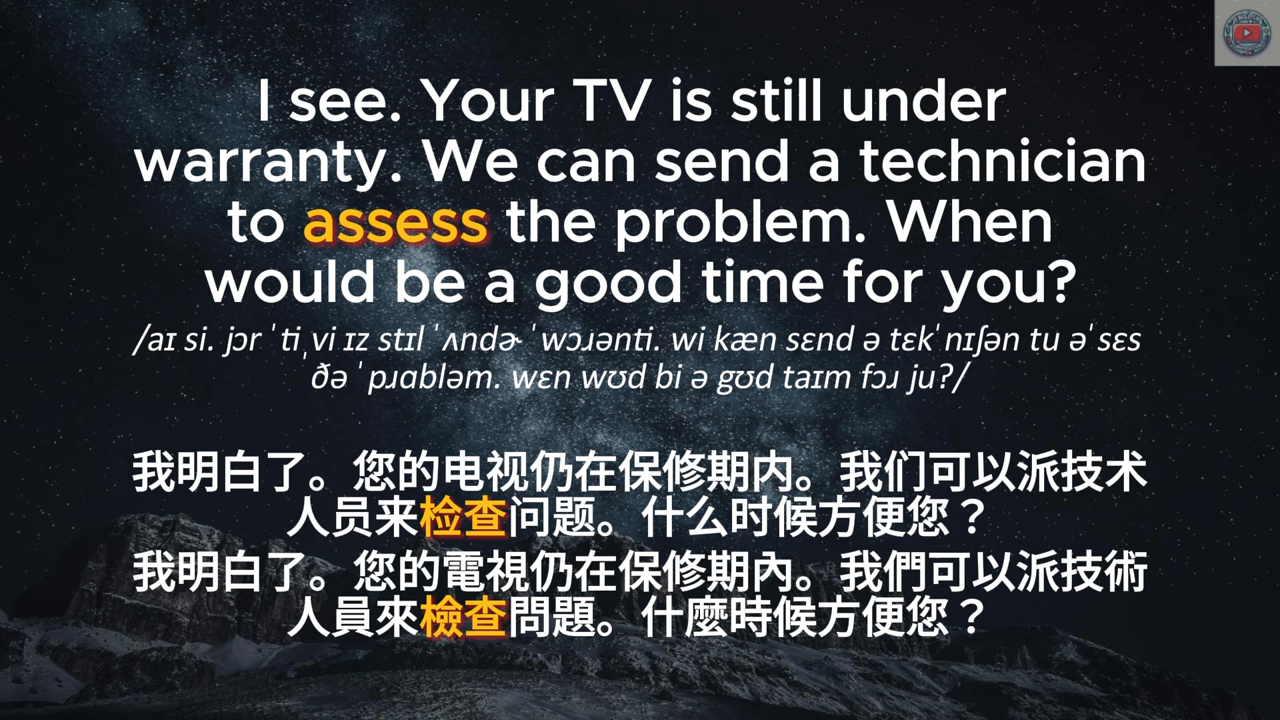 I see. Your TV is still under
warranty. We can send a technician
to assess the problem. When
would be a good time for you?
/aɪ si. jɔr ˈtiˌvi ɪz stɪl ˈʌndɚ ˈwɔɹənti. wi kæn sɛnd ə tɛkˈnɪʃən tu əˈsɛs
ðə ˈpɹɑbləm. wɛn wʊd bi ə gʊd taɪm fɔɹ ju?/
我明白了。您的电视仍在保修期内。我们可以派技术
人员来检查问题。什么时候方便您？
我明白了。您的電視仍在保修期內。我們可以派技術
人員來檢查問題。什麼時候方便您？